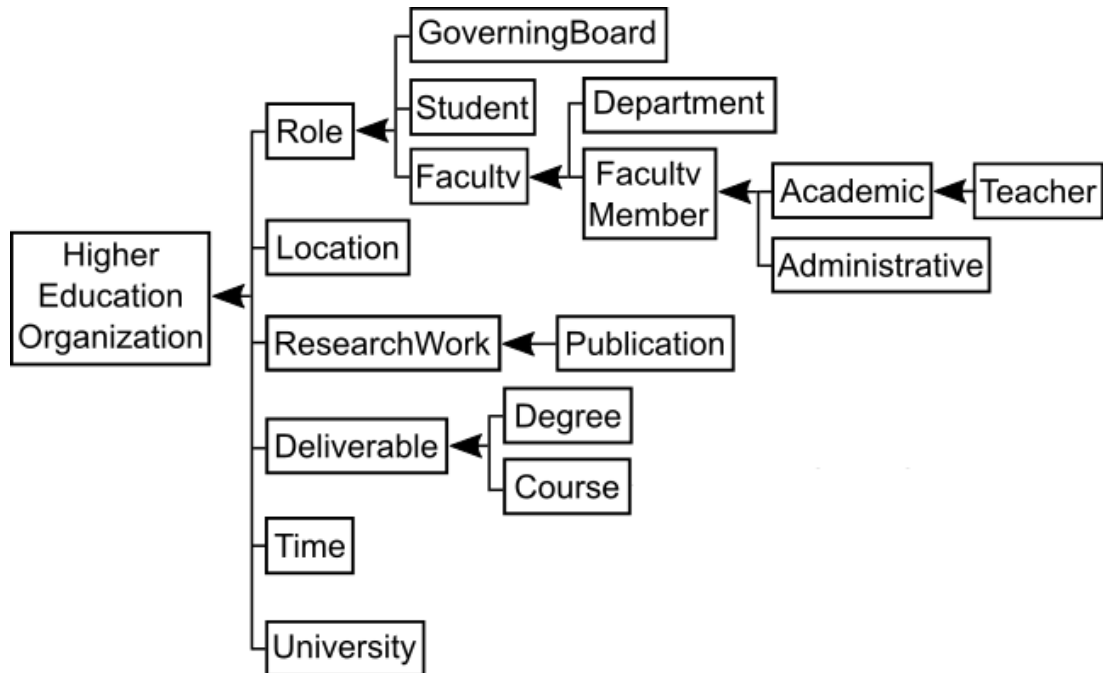 GoverningBoard
Student
Department
Role
Facultv
Facultv
Member
Academic
Teacher
Administrative
Location
Higher
Education
Organization
ResearchWork
Publication
Deliverable
Degree
Course
Time
University